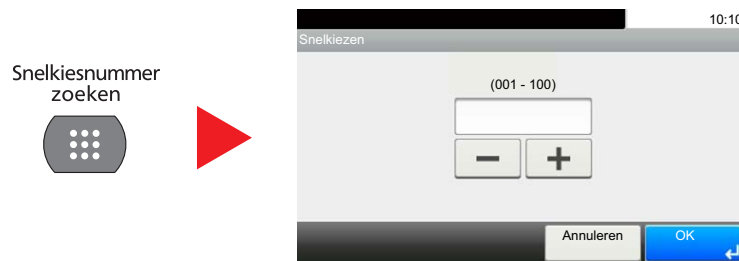 Snelkiesnummer
zoeken
10:10
Snelkiezen
(001 - 100)
Annuleren
OK